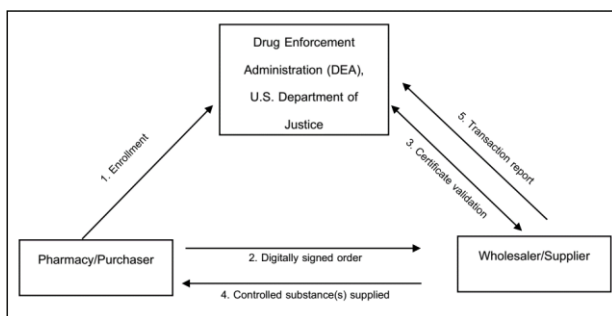 Drug Enforcement
Administration (DEA),
U.S. Department of
Justice
1. Enrollment
5. Transaction report
3. Certificate validation
Pharmacy/Purchaser
2. Digitally signed order
Wholesaler/Supplier
4. Controlled substance(s) supplied